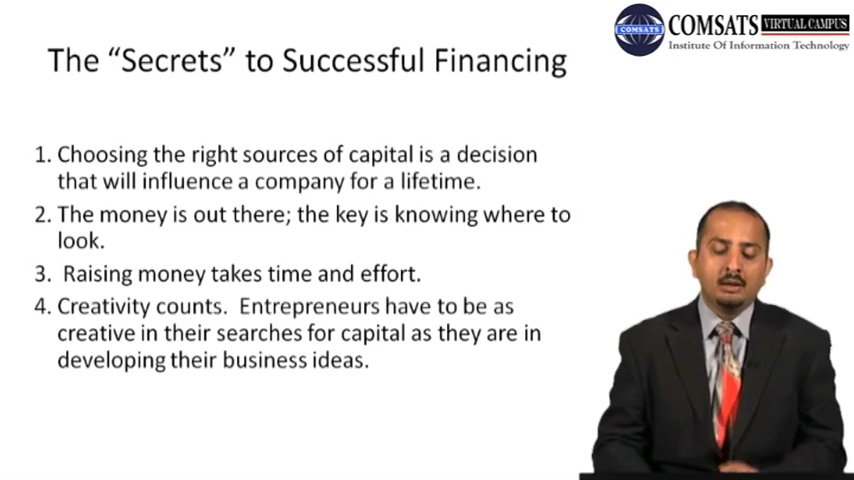 COMSATS VIRTUAL CAMPUS
COMSATS
Institute Of Information Technology
The “Secrets” to Successful Financing
1. Choosing the right sources of capital is a decision
that will influence a company for a lifetime.
2. The money is out there; the key is knowing where to
look.
3. Raising money takes time and effort.
4. Creativity counts. Entrepreneurs have to be as
creative in their searches for capital as they are in
developing their business ideas.